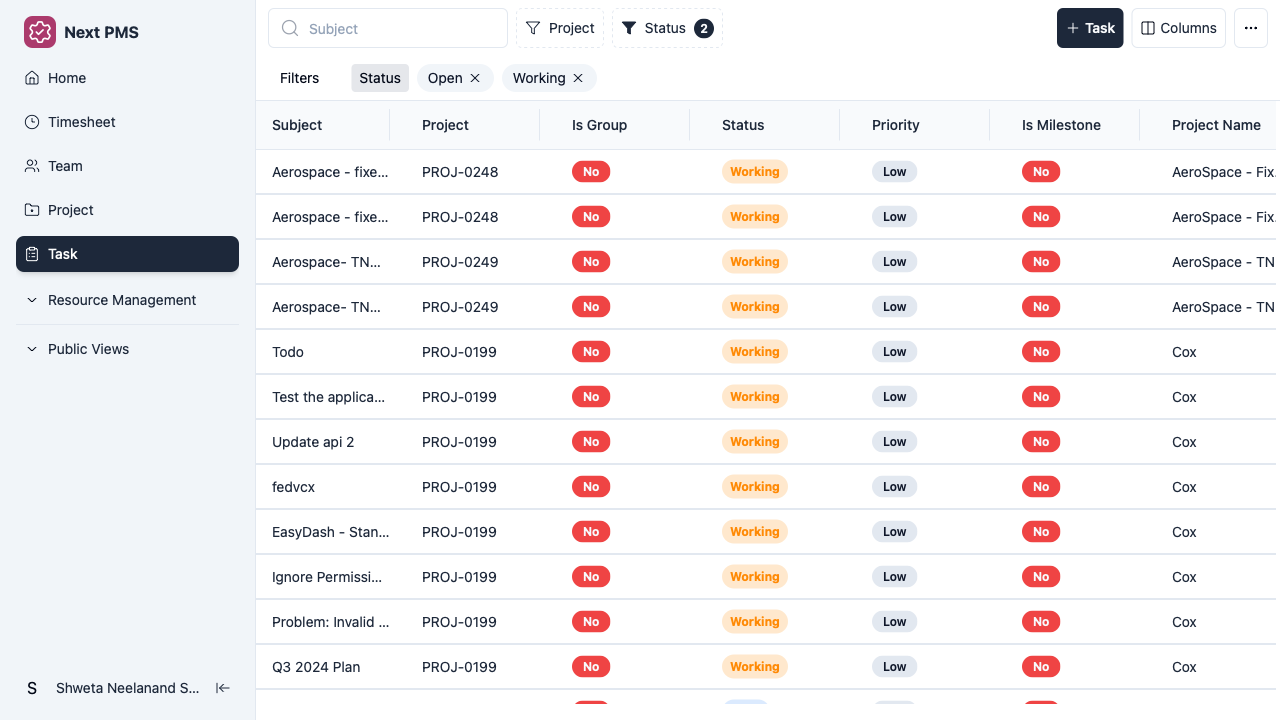 Next PMS
Home
Timesheet
Team
Project
Task
Resource Management
Public Views
S Shweta Neelanand S...
Subject Project Status 2 + Task Columns ...
Filters Status Open Working
Subject Project Is Group Status Priority Is Milestone Project Name
Aerospace - fixe... PROJ-0248 No Working Low No AeroSpace - Fix
Aerospace - fixe... PROJ-0248 No Working Low No AeroSpace - Fix
Aerospace- TN... PROJ-0249 No Working Low No AeroSpace - TN
Aerospace- TN... PROJ-0249 No Working Low No AeroSpace - TN
Todo PROJ-0199 No Working Low No Cox
Test the applica... PROJ-0199 No Working Low No Cox
Update api 2 PROJ-0199 No Working Low No Cox
fedvcx PROJ-0199 No Working Low No Cox
EasyDash - Stan... PROJ-0199 No Working Low No Cox
Ignore Permissi... PROJ-0199 No Working Low No Cox
Problem: Invalid ... PROJ-0199 No Working Low No Cox
Q3 2024 Plan PROJ-0199 No Working Low No Cox